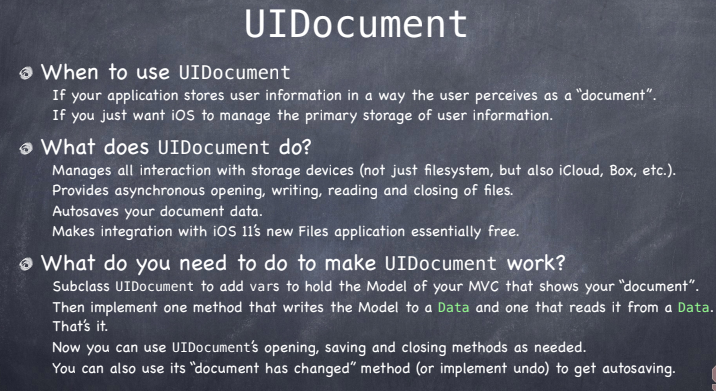 UIDocument
When to use UIDocument
If your application stores user information in a way the user perceives as a “document”.
If you just want iOS to manage the primary storage of user information.
What does UIDocument do?
Manages all interaction with storage devices (not just filesystem, but also iCloud, Box, etc.).
Provides asynchronous opening, writing, reading and closing of files.
Autosaves your document data.
Makes integration with iOS 11’s new Files application essentially free.
What do you need to do to make UIDocument work?
Subclass UIDocument to add vars to hold the Model of your MVC that shows your “document”.
Then implement one method that writes the Model to a Data and one that reads it from a Data.
That’s it.
Now you can use UIDocument’s opening, saving and closing methods as needed.
You can also use its “document has changed” method (or implement undo) to get autosaving.